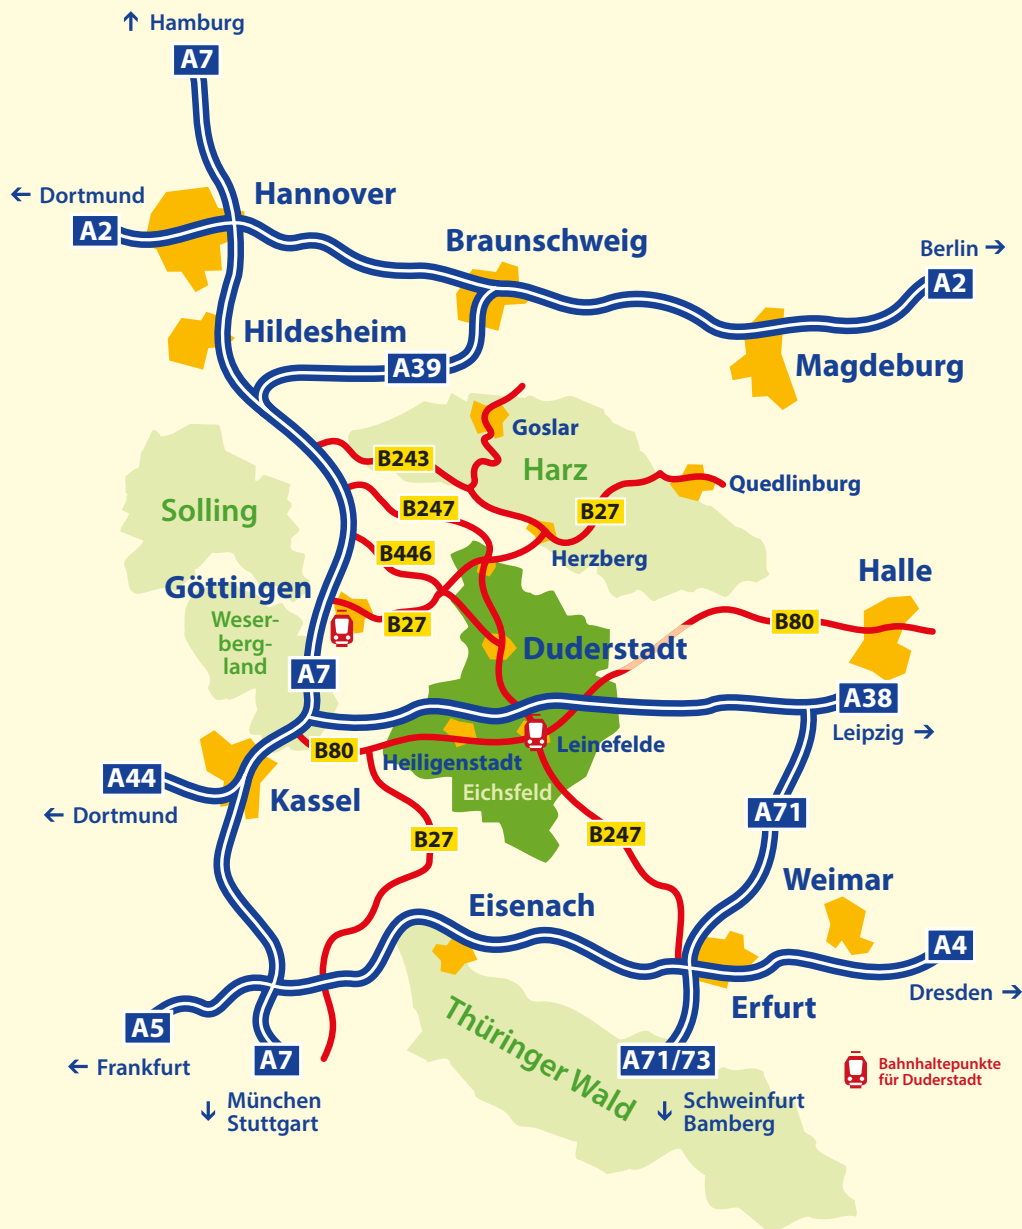 ↑ Hamburg
A7
← Dortmund
Hannover
A2
Braunschweig
Berlin →
A2
Hildesheim
A39
Magdeburg
Goslar
B243
Harz
Quedlinburg
Solling
B247
B27
B446
Herzberg
Halle
Göttingen
Weser-
berg-
land
B27
B80
Duderstadt
A7
A38
Leipzig →
B80
Leinefelde
Heiligenstadt
A44
Eichsfeld
Kassel
← Dortmund
A71
B27
B247
Weimar
Eisenach
A4
Dresden →
Erfurt
A5
Thüringer Wald
← Frankfurt
A7
A71/73
Bahnhaltepunkte
für Duderstadt
↓ München
Stuttgart
↓ Schweinfurt
Bamberg